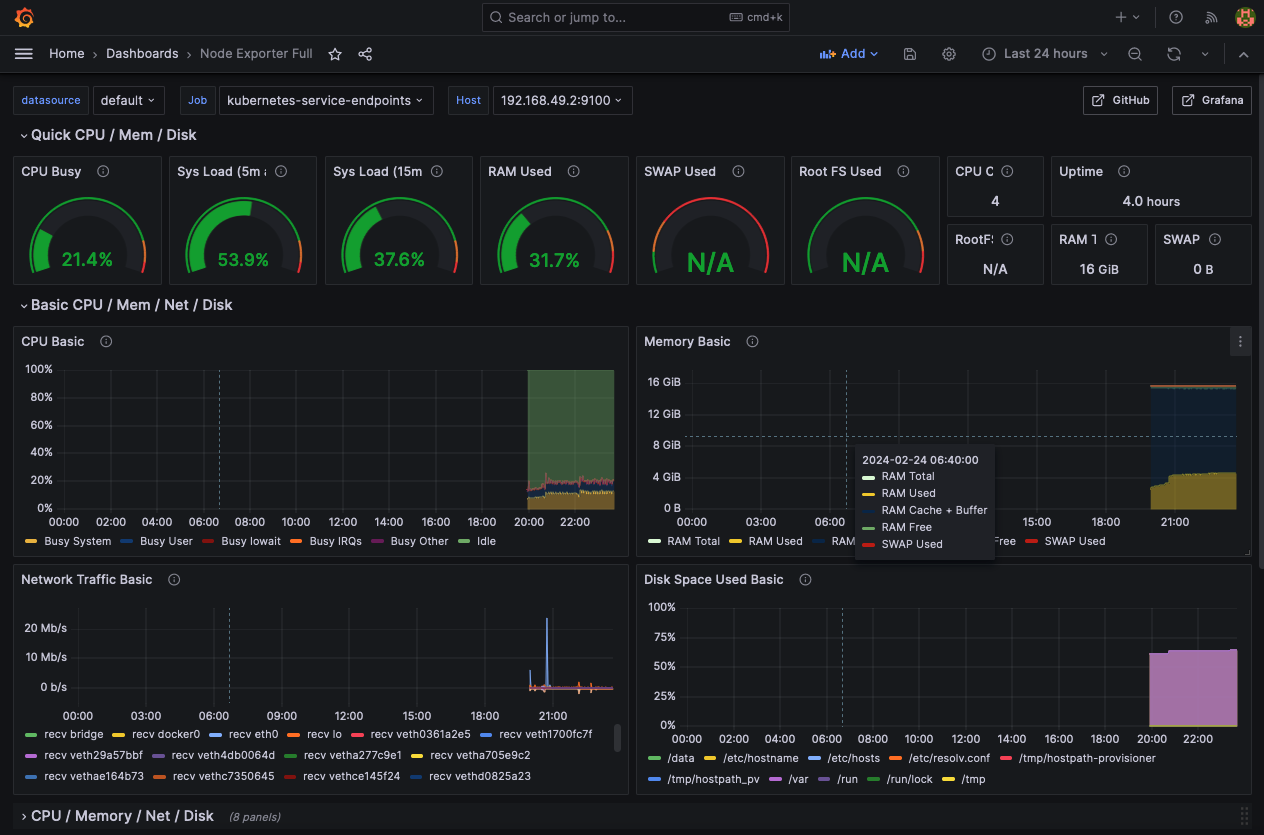 Search or jump to... cmd+k
Home › Dashboards › Node Exporter Full Add Last 24 hours
datasource default Job kubernetes-service-endpoints Host 192.168.49.2:9100 GitHub Grafana
Quick CPU / Mem / Disk
CPU Busy
21.4%
Sys Load (5m a
53.9%
Sys Load (15m
37.6%
RAM Used
31.7%
SWAP Used
N/A
Root FS Used
N/A
CPU C
4
Uptime
4.0 hours
RootFS
N/A
RAM T
16 GiB
SWAP
0 B
Basic CPU / Mem / Net / Disk
CPU Basic
100%
80%
60%
40%
20%
0%
00:00 02:00 04:00 06:00 08:00 10:00 12:00 14:00 16:00 18:00 20:00 22:00
Busy System Busy User Busy Iowait Busy IRQs Busy Other Idle
Memory Basic
16 GiB
12 GiB
8 GiB
4 GiB
0 B
00:00 03:00 06:00 15:00 18:00 21:00
RAM Total RAM Used RAM Free SWAP Used
2024-02-24 06:40:00
RAM Total
RAM Used
RAM Cache + Buffer
RAM Free
SWAP Used
Network Traffic Basic
20 Mb/s
10 Mb/s
0 b/s
00:00 03:00 06:00 09:00 12:00 15:00 18:00 21:00
recv bridge recv docker0 recv eth0 recv lo recv veth0361a2e5 recv veth1700fc7f
recv veth29a57bbf recv veth4db0064d recv vetha277c9e1 recv vetha705e9c2
recv vethae164b73 recv vethc7350645 recv vethce145f24 recv vethd0825a23
Disk Space Used Basic
100%
75%
50%
25%
0%
00:00 02:00 04:00 06:00 08:00 10:00 12:00 14:00 16:00 18:00 20:00 22:00
/data /etc/hostname /etc/hosts /etc/resolv.conf /tmp/hostpath-provisioner
/tmp/hostpath_pv /var /run /run/lock /tmp
CPU / Memory / Net / Disk (8 panels)